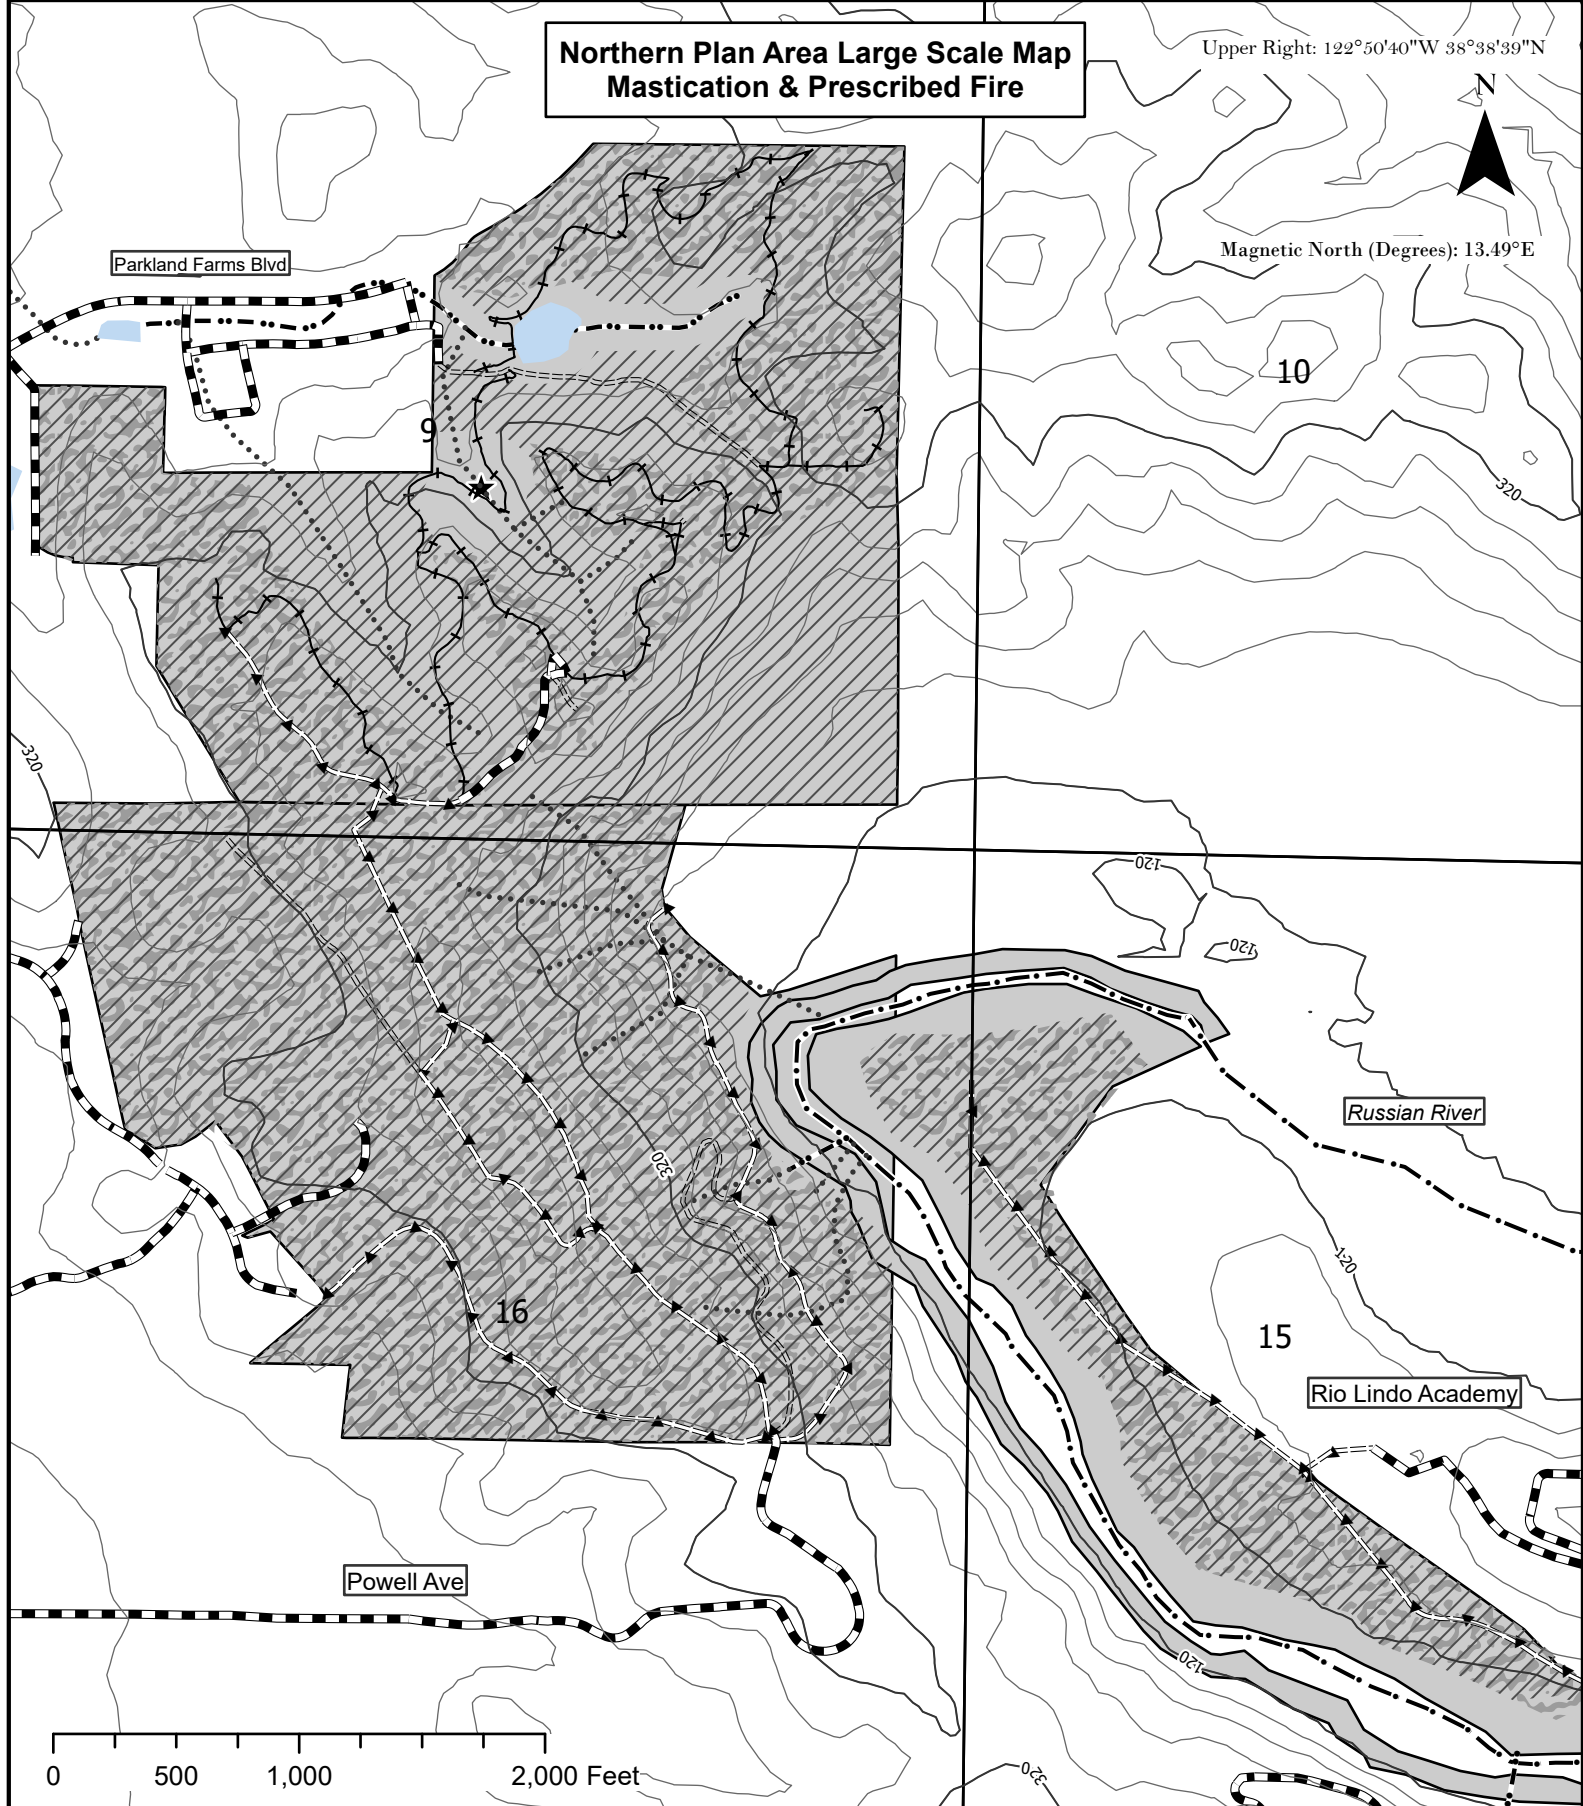 Northern Plan Area Large Scale Map
Mastication & Prescribed Fire
Upper Right: 122°50'40"W 38°38'39"N
N
Magnetic North (Degrees): 13.49°E
Parkland Farms Blvd
10
9
320
320
120
120
Russian River
320
120
16
15
Rio Lindo Academy
Powell Ave
120
320
0 500 1,000 2,000 Feet